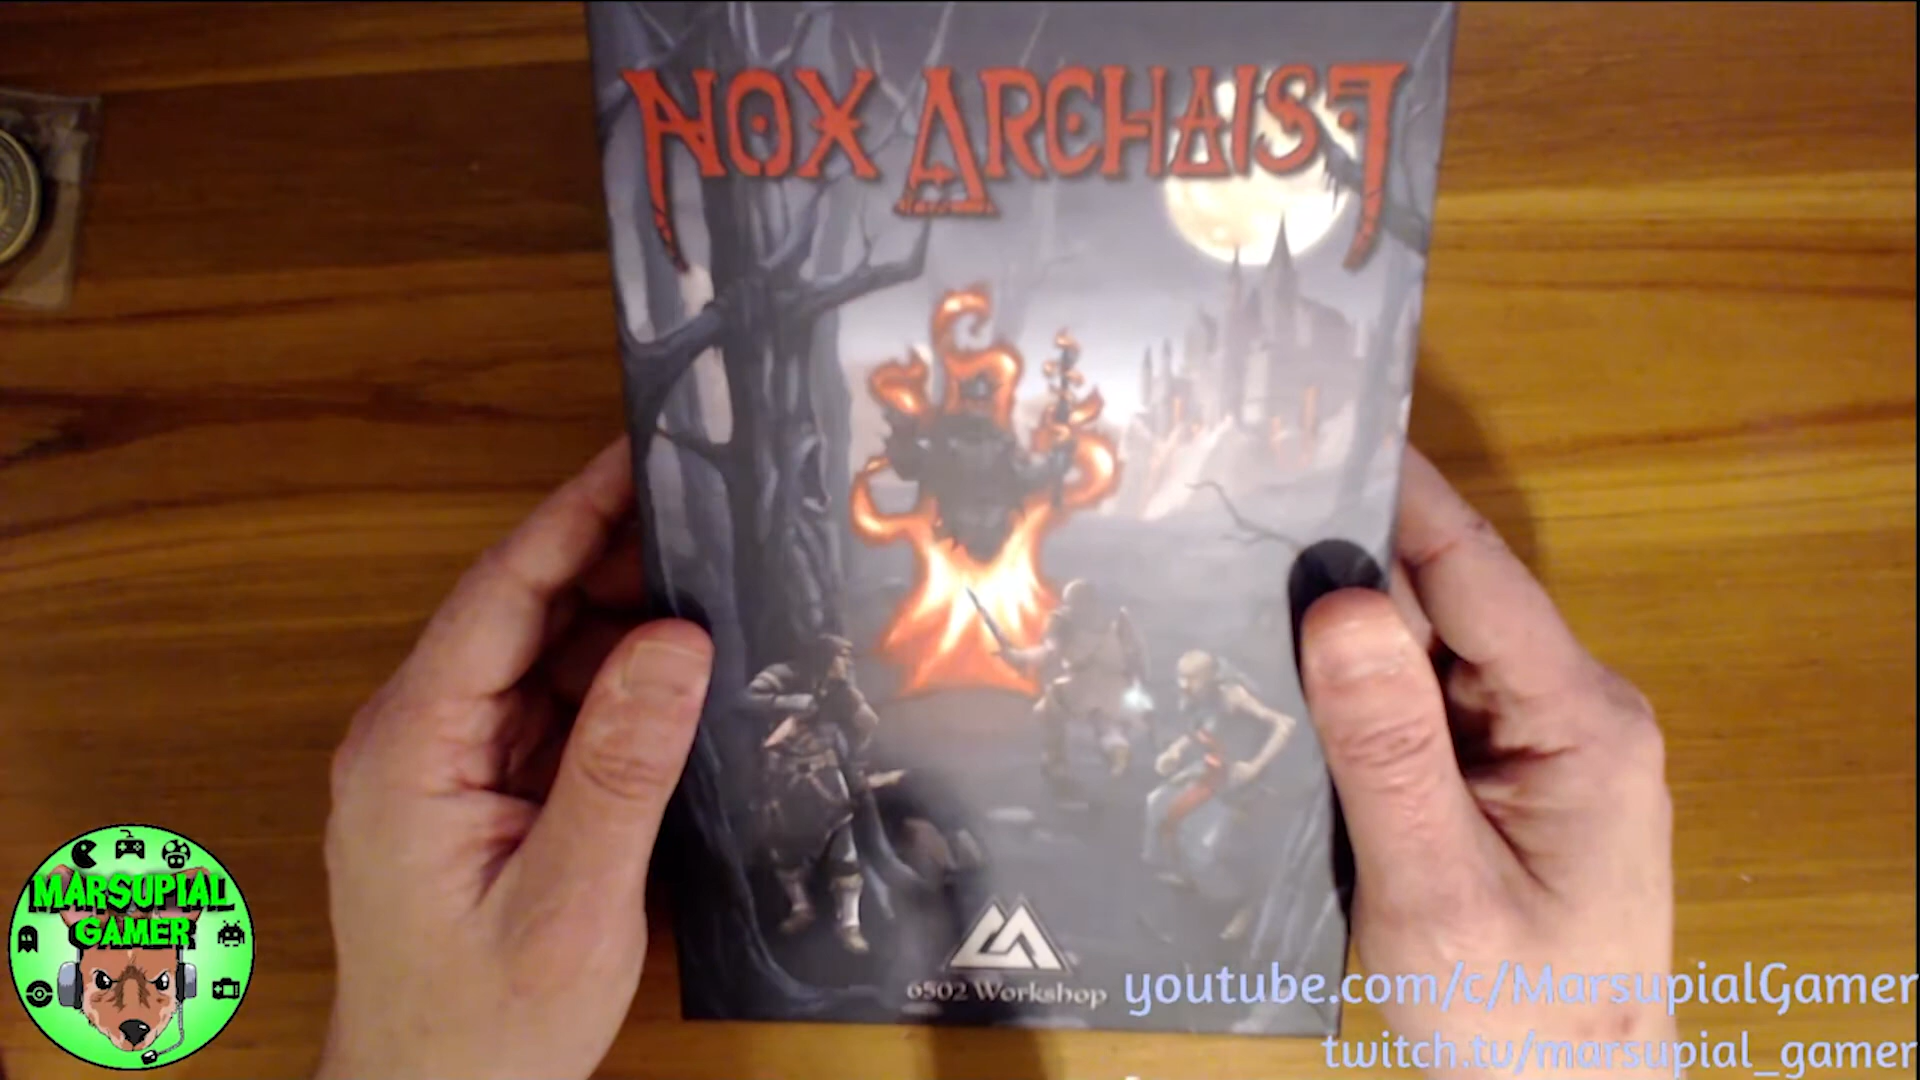 NOX ARCHAIST
6502 Workshop
MARSUPIAL
GAMER
youtube.com/c/MarsupialGamer
twitch.tv/marsupial_gamer